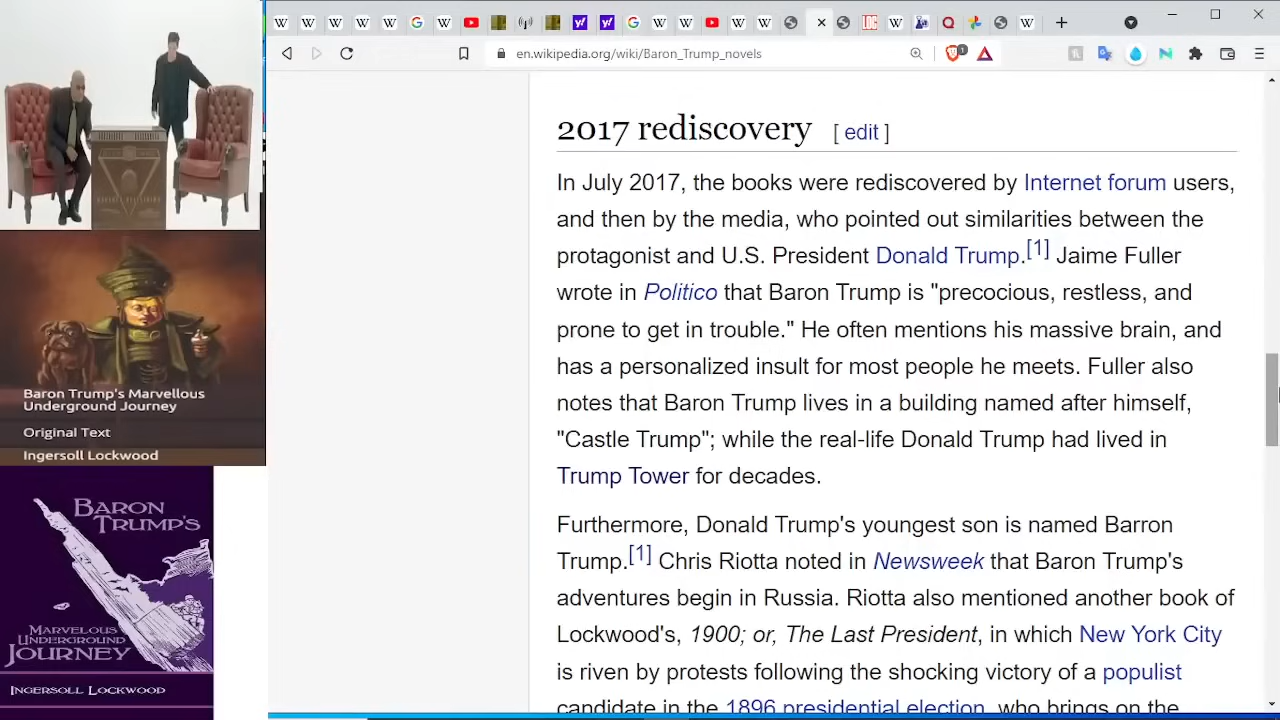 en.wikipedia.org/wiki/Baron_Trump_novels
1
2017 rediscovery [ edit ]
In July 2017, the books were rediscovered by Internet forum users,
and then by the media, who pointed out similarities between the
protagonist and U.S. President Donald Trump.[1] Jaime Fuller
wrote in Politico that Baron Trump is "precocious, restless, and
prone to get in trouble." He often mentions his massive brain, and
has a personalized insult for most people he meets. Fuller also
notes that Baron Trump lives in a building named after himself,
"Castle Trump"; while the real-life Donald Trump had lived in
Trump Tower for decades.
Furthermore, Donald Trump's youngest son is named Barron
Trump.[1] Chris Riotta noted in Newsweek that Baron Trump's
adventures begin in Russia. Riotta also mentioned another book of
Lockwood's, 1900; or, The Last President, in which New York City
is riven by protests following the shocking victory of a populist
candidate in the 1896 presidential election, who brings on the
Baron Trump's Marvellous
Underground Journey
Original Text
Ingersoll Lockwood
BARON
TRUMP'S
MARVELOUS
UNDERGROUND
JOURNEY
INGERSOLL LOCKWOOD